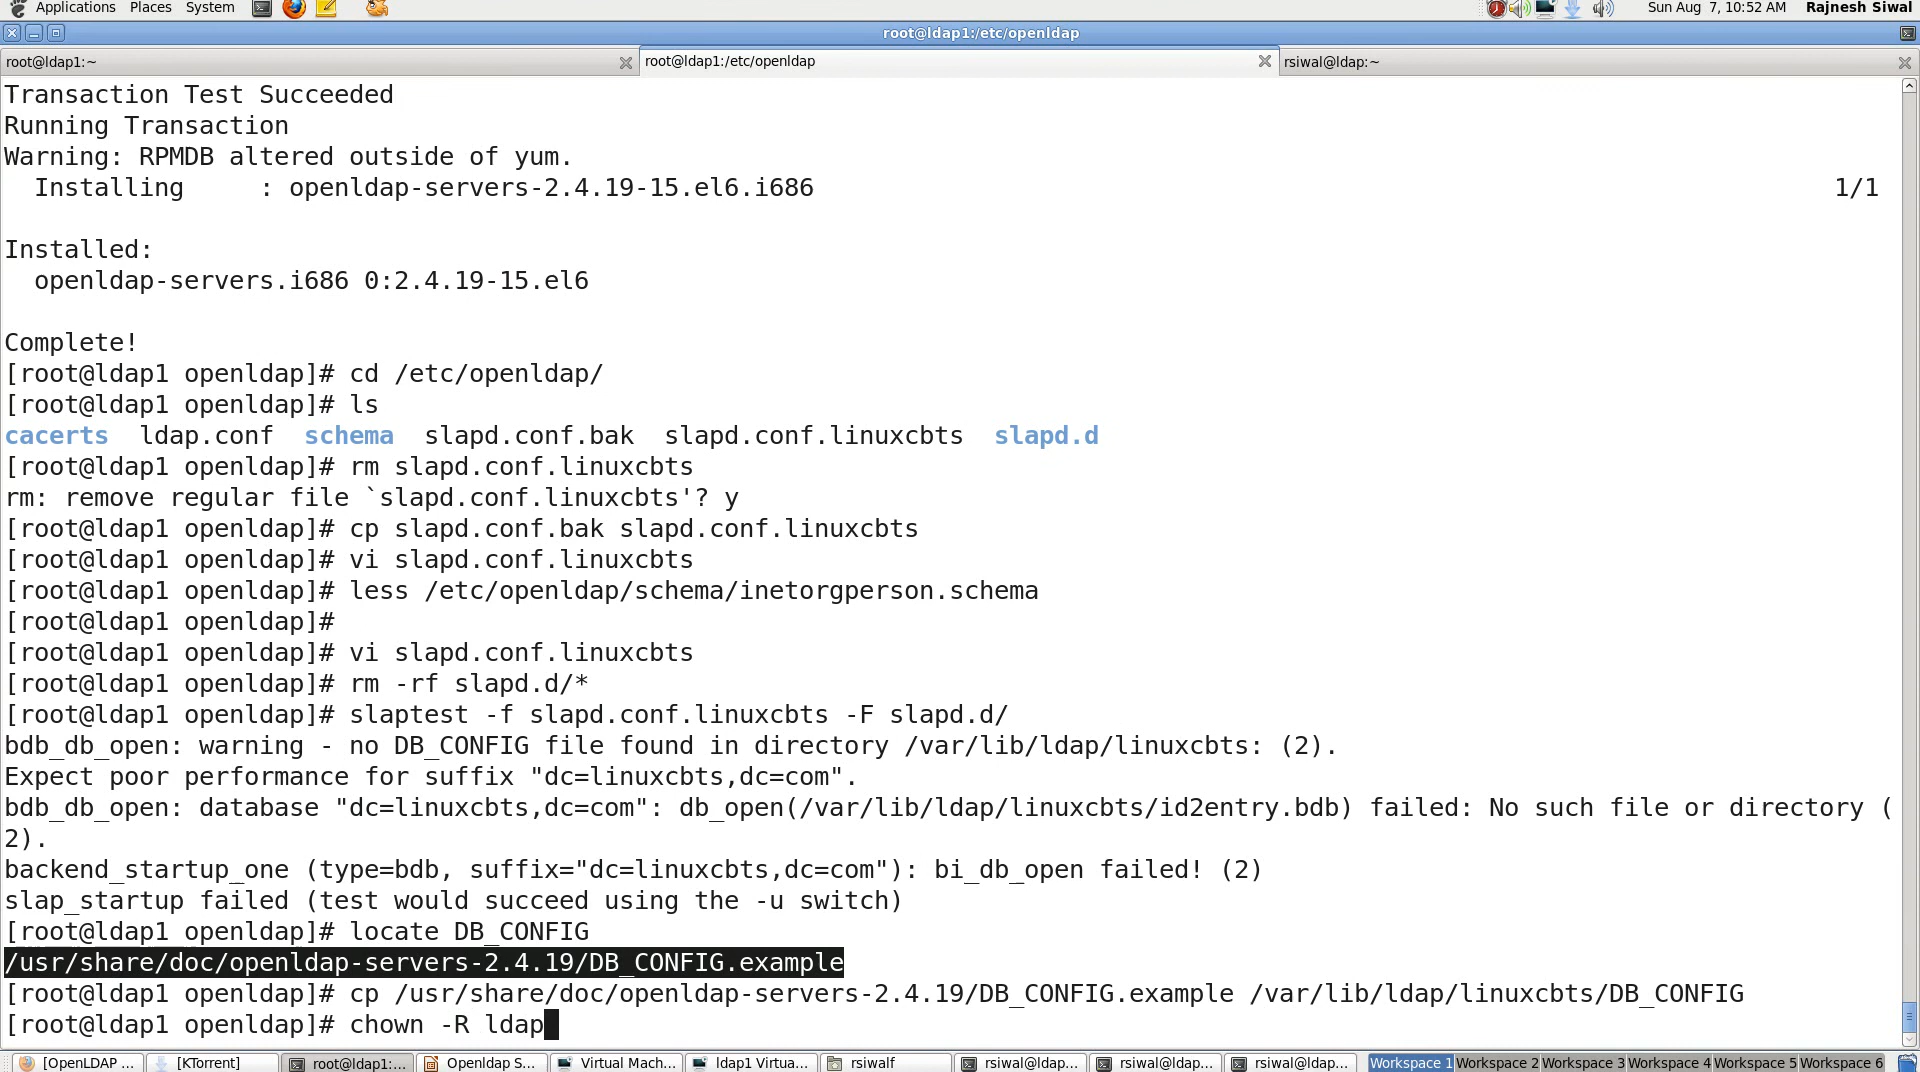 Applications Places System Sun Aug 7, 10:52 AM Rajnesh Siwal
root@ldap1:/etc/openldap
root@ldap1:~ root@ldap1:/etc/openldap rsiwal@ldap:~
Transaction Test Succeeded
Running Transaction
Warning: RPMDB altered outside of yum.
  Installing     : openldap-servers-2.4.19-15.el6.i686 1/1
Installed:
  openldap-servers.i686 0:2.4.19-15.el6
Complete!
[root@ldap1 openldap]# cd /etc/openldap/
[root@ldap1 openldap]# ls
cacerts  ldap.conf  schema  slapd.conf.bak  slapd.conf.linuxcbts  slapd.d
[root@ldap1 openldap]# rm slapd.conf.linuxcbts
rm: remove regular file `slapd.conf.linuxcbts'? y
[root@ldap1 openldap]# cp slapd.conf.bak slapd.conf.linuxcbts
[root@ldap1 openldap]# vi slapd.conf.linuxcbts
[root@ldap1 openldap]# less /etc/openldap/schema/inetorgperson.schema
[root@ldap1 openldap]#
[root@ldap1 openldap]# vi slapd.conf.linuxcbts
[root@ldap1 openldap]# rm -rf slapd.d/*
[root@ldap1 openldap]# slaptest -f slapd.conf.linuxcbts -F slapd.d/
bdb_db_open: warning - no DB_CONFIG file found in directory /var/lib/ldap/linuxcbts: (2).
Expect poor performance for suffix "dc=linuxcbts,dc=com".
bdb_db_open: database "dc=linuxcbts,dc=com": db_open(/var/lib/ldap/linuxcbts/id2entry.bdb) failed: No such file or directory (
2).
backend_startup_one (type=bdb, suffix="dc=linuxcbts,dc=com"): bi_db_open failed! (2)
slap_startup failed (test would succeed using the -u switch)
[root@ldap1 openldap]# locate DB_CONFIG
/usr/share/doc/openldap-servers-2.4.19/DB_CONFIG.example
[root@ldap1 openldap]# cp /usr/share/doc/openldap-servers-2.4.19/DB_CONFIG.example /var/lib/ldap/linuxcbts/DB_CONFIG
[root@ldap1 openldap]# chown -R ldap
[OpenLDAP ... [KTorrent] root@ldap1:... Openldap S... Virtual Mach... ldap1 Virtua... rsiwalf rsiwal@ldap... rsiwal@ldap... rsiwal@ldap... Workspace 1 Workspace 2 Workspace 3 Workspace 4 Workspace 5 Workspace 6